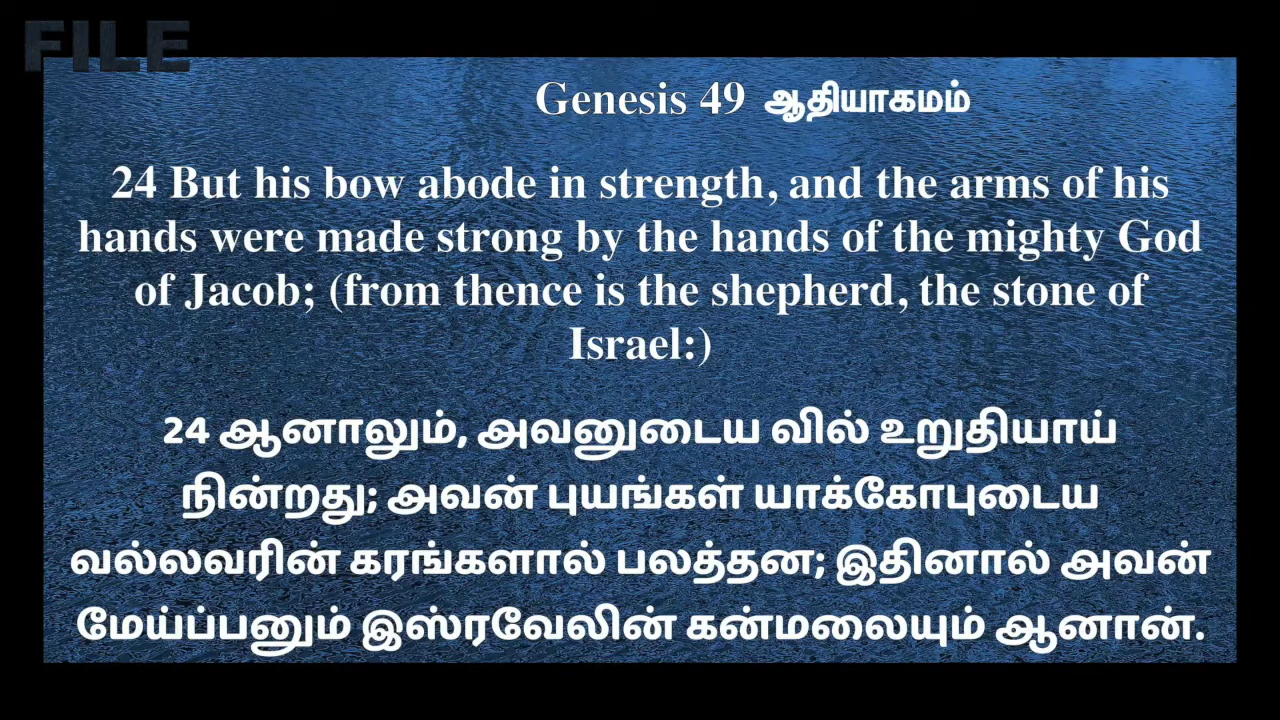 FILE
Genesis 49 ஆதியாகமம்
24 But his bow abode in strength, and the arms of his
hands were made strong by the hands of the mighty God
of Jacob; (from thence is the shepherd, the stone of
Israel:)
24 ஆனாலும், அவனுடைய வில் உறுதியாய்
நின்றது; அவன் புயங்கள் யாக்கோபுடைய
வல்லவரின் கரங்களால் பலத்தன; இதினால் அவன்
மேய்ப்பனும் இஸ்ரவேலின் கன்மலையும் ஆனான்.